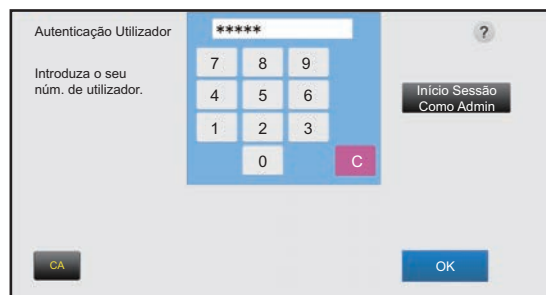 Autenticação Utilizador
*****
?
Introduza o seu
núm. de utilizador.
7 8 9
4 5 6
1 2 3
0 C
Início Sessão
Como Admin
CA
OK